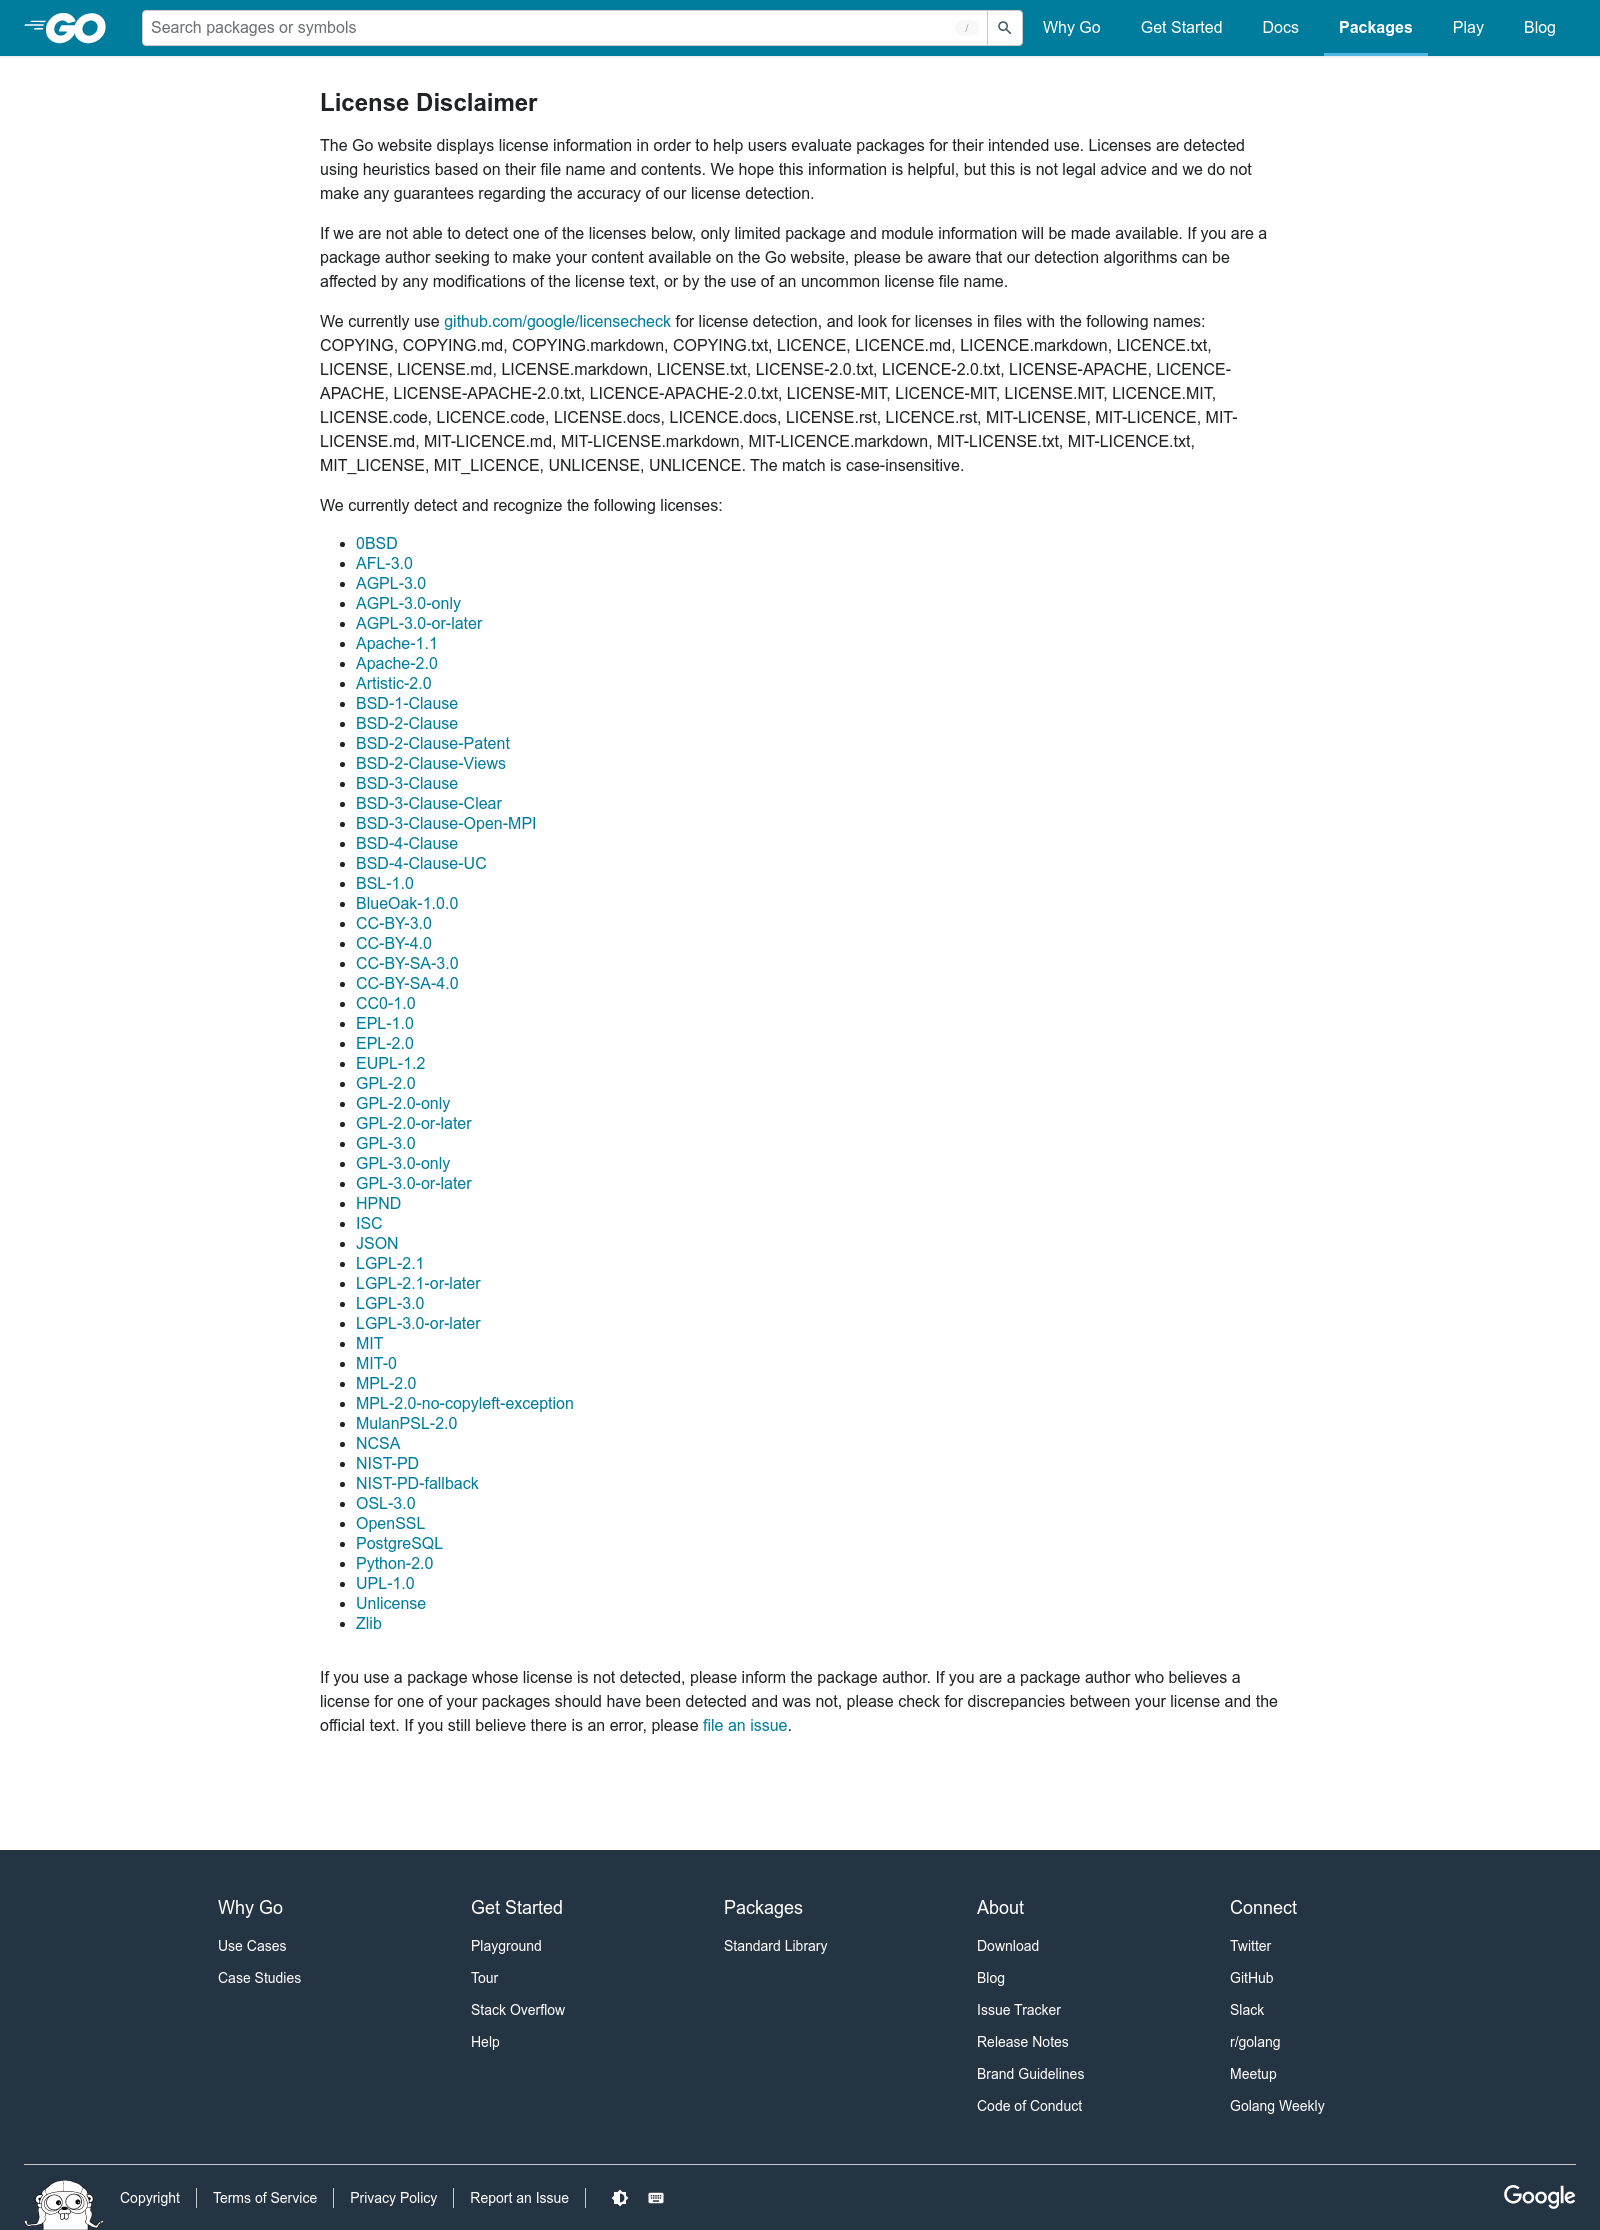 GO
Search packages or symbols
/
Why Go
Get Started
Docs
Packages
Play
Blog
License Disclaimer
The Go website displays license information in order to help users evaluate packages for their intended use. Licenses are detected
using heuristics based on their file name and contents. We hope this information is helpful, but this is not legal advice and we do not
make any guarantees regarding the accuracy of our license detection.
If we are not able to detect one of the licenses below, only limited package and module information will be made available. If you are a
package author seeking to make your content available on the Go website, please be aware that our detection algorithms can be
affected by any modifications of the license text, or by the use of an uncommon license file name.
We currently use github.com/google/licensecheck for license detection, and look for licenses in files with the following names:
COPYING, COPYING.md, COPYING.markdown, COPYING.txt, LICENCE, LICENCE.md, LICENCE.markdown, LICENCE.txt,
LICENSE, LICENSE.md, LICENSE.markdown, LICENSE.txt, LICENSE-2.0.txt, LICENCE-2.0.txt, LICENSE-APACHE, LICENCE-
APACHE, LICENSE-APACHE-2.0.txt, LICENCE-APACHE-2.0.txt, LICENSE-MIT, LICENCE-MIT, LICENSE.MIT, LICENCE.MIT,
LICENSE.code, LICENCE.code, LICENSE.docs, LICENCE.docs, LICENSE.rst, LICENCE.rst, MIT-LICENSE, MIT-LICENCE, MIT-
LICENSE.md, MIT-LICENCE.md, MIT-LICENSE.markdown, MIT-LICENCE.markdown, MIT-LICENSE.txt, MIT-LICENCE.txt,
MIT_LICENSE, MIT_LICENCE, UNLICENSE, UNLICENCE. The match is case-insensitive.
We currently detect and recognize the following licenses:
0BSD
AFL-3.0
AGPL-3.0
AGPL-3.0-only
AGPL-3.0-or-later
Apache-1.1
Apache-2.0
Artistic-2.0
BSD-1-Clause
BSD-2-Clause
BSD-2-Clause-Patent
BSD-2-Clause-Views
BSD-3-Clause
BSD-3-Clause-Clear
BSD-3-Clause-Open-MPI
BSD-4-Clause
BSD-4-Clause-UC
BSL-1.0
BlueOak-1.0.0
CC-BY-3.0
CC-BY-4.0
CC-BY-SA-3.0
CC-BY-SA-4.0
CC0-1.0
EPL-1.0
EPL-2.0
EUPL-1.2
GPL-2.0
GPL-2.0-only
GPL-2.0-or-later
GPL-3.0
GPL-3.0-only
GPL-3.0-or-later
HPND
ISC
JSON
LGPL-2.1
LGPL-2.1-or-later
LGPL-3.0
LGPL-3.0-or-later
MIT
MIT-0
MPL-2.0
MPL-2.0-no-copyleft-exception
MulanPSL-2.0
NCSA
NIST-PD
NIST-PD-fallback
OSL-3.0
OpenSSL
PostgreSQL
Python-2.0
UPL-1.0
Unlicense
Zlib
If you use a package whose license is not detected, please inform the package author. If you are a package author who believes a
license for one of your packages should have been detected and was not, please check for discrepancies between your license and the
official text. If you still believe there is an error, please file an issue.
Why Go
Use Cases
Case Studies
Get Started
Playground
Tour
Stack Overflow
Help
Packages
Standard Library
About
Download
Blog
Issue Tracker
Release Notes
Brand Guidelines
Code of Conduct
Connect
Twitter
GitHub
Slack
r/golang
Meetup
Golang Weekly
Copyright
Terms of Service
Privacy Policy
Report an Issue
Google